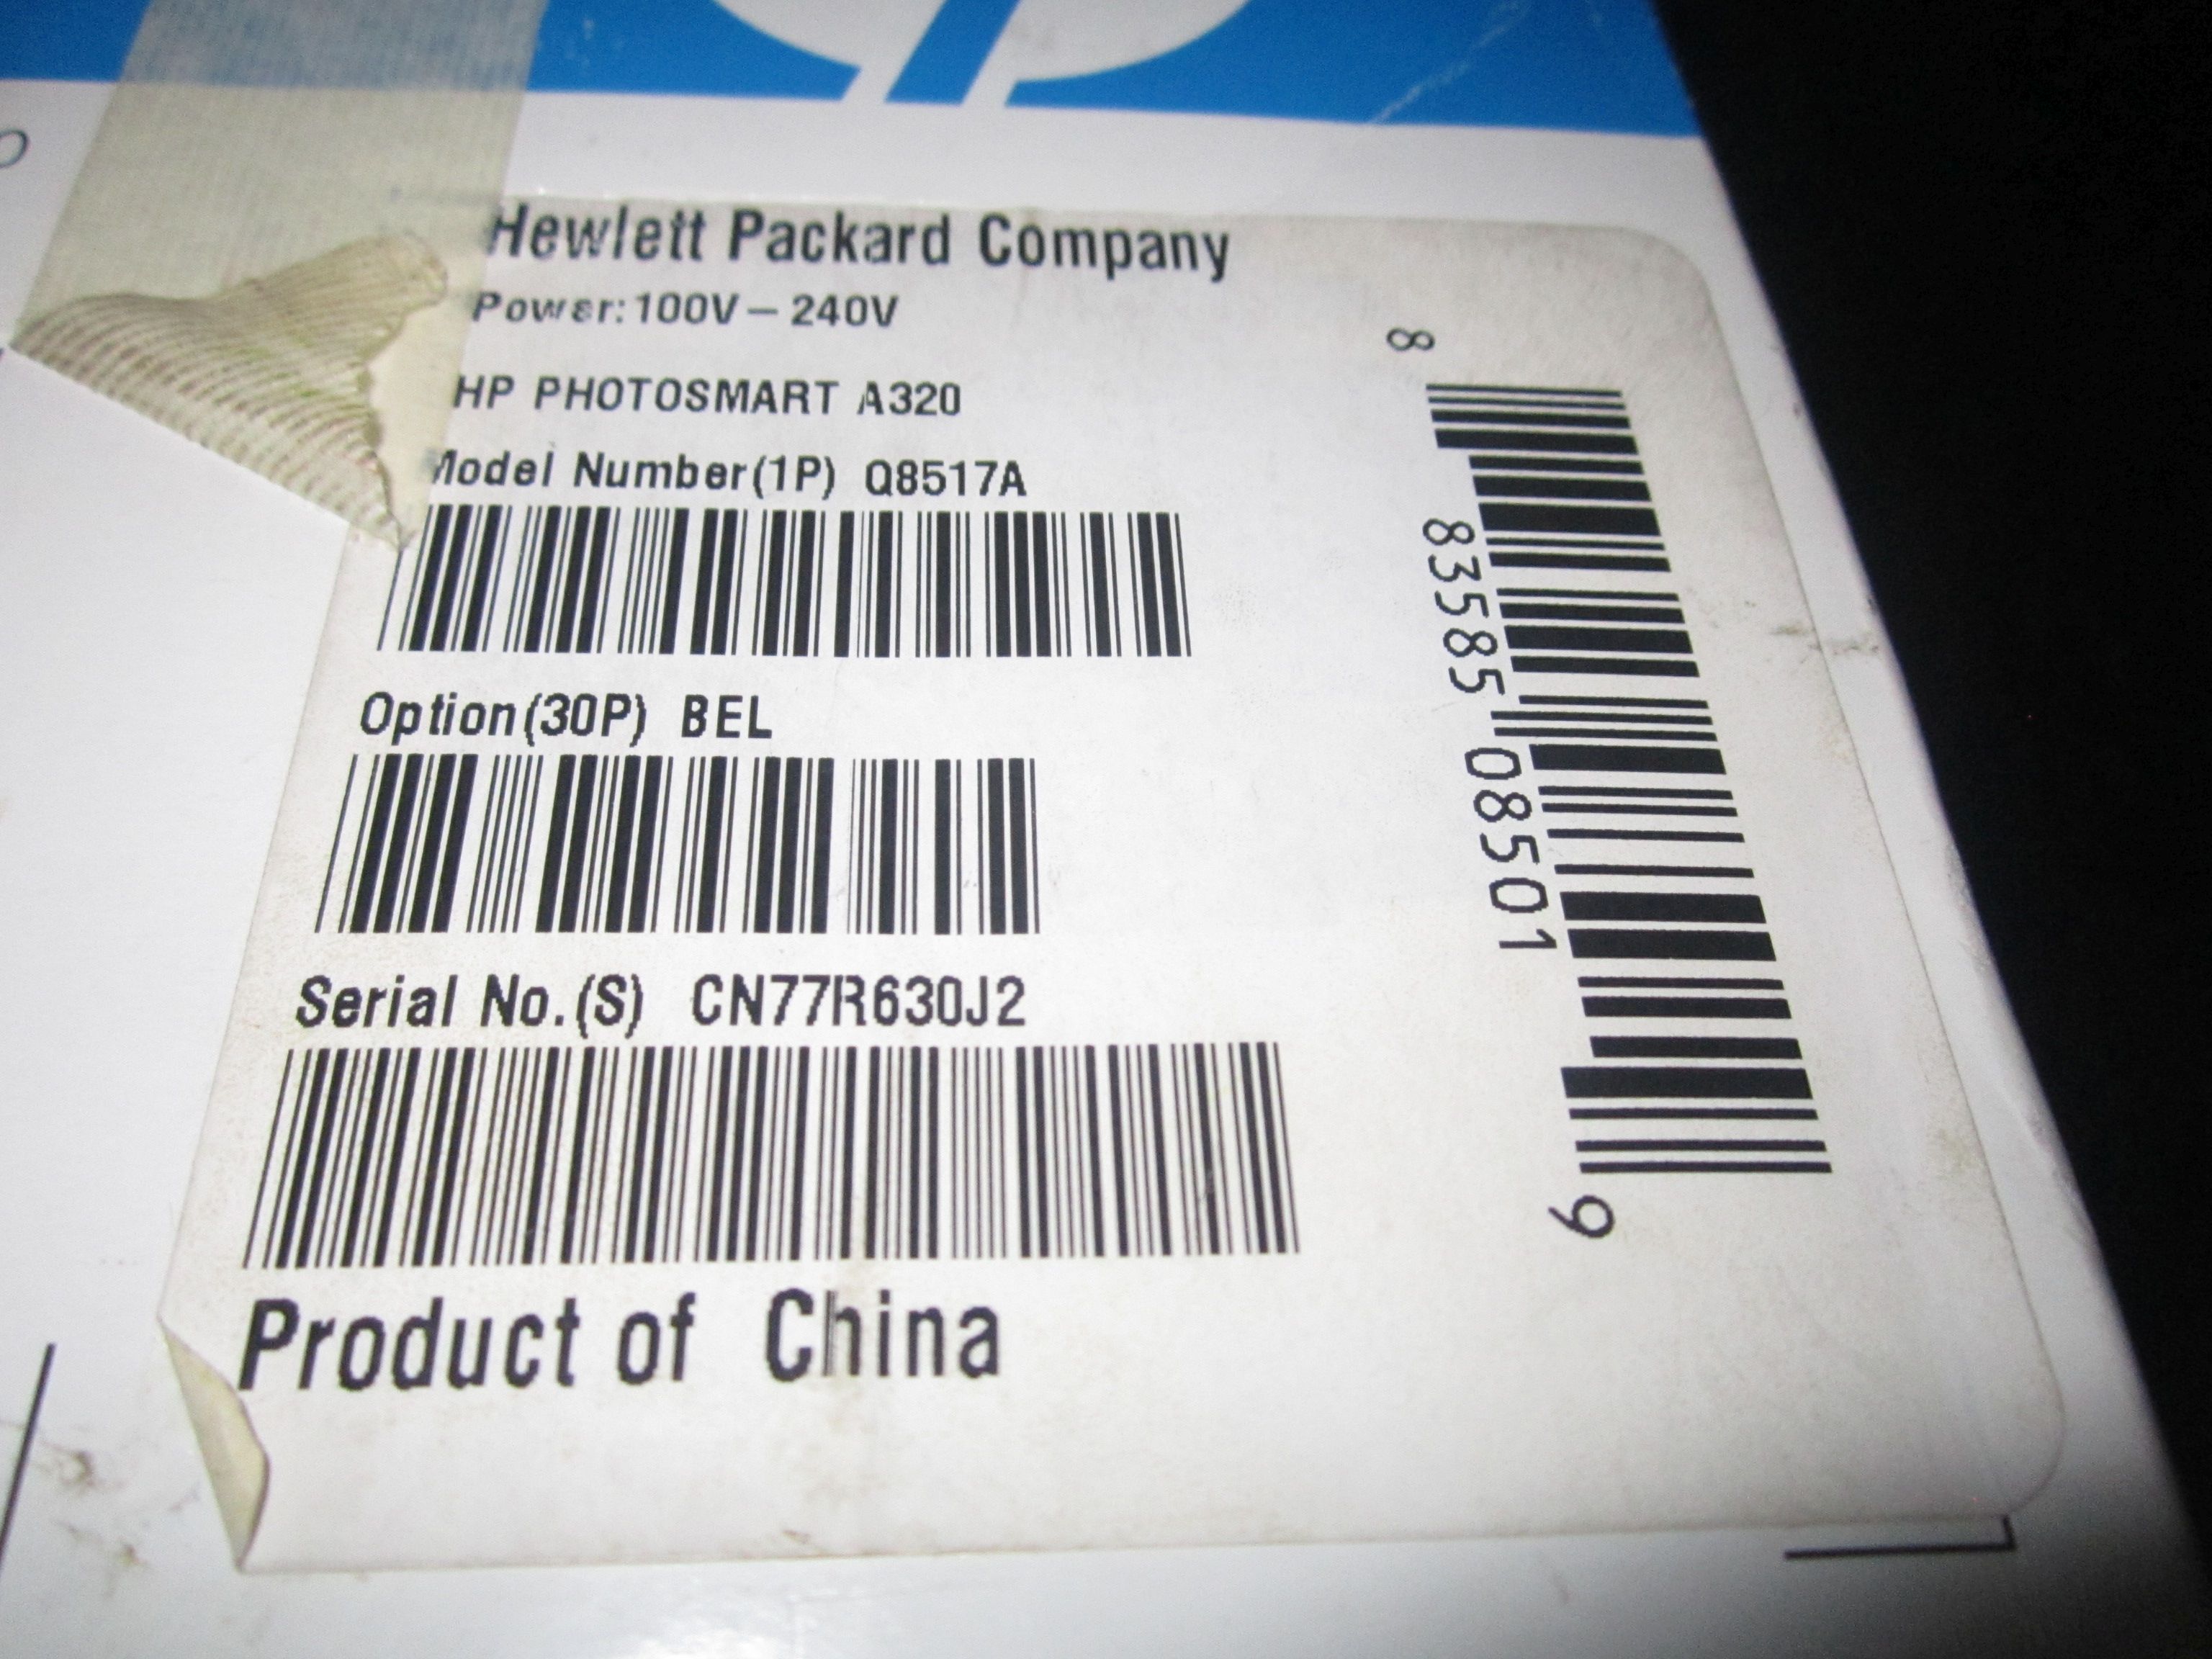 Hewlett Packard Company
Power:100V – 240V
HP PHOTOSMART A320
Model Number(1P) Q8517A
Option(30P) BEL
Serial No.(S) CN77R630J2
Product of China
8 83585 08501 9